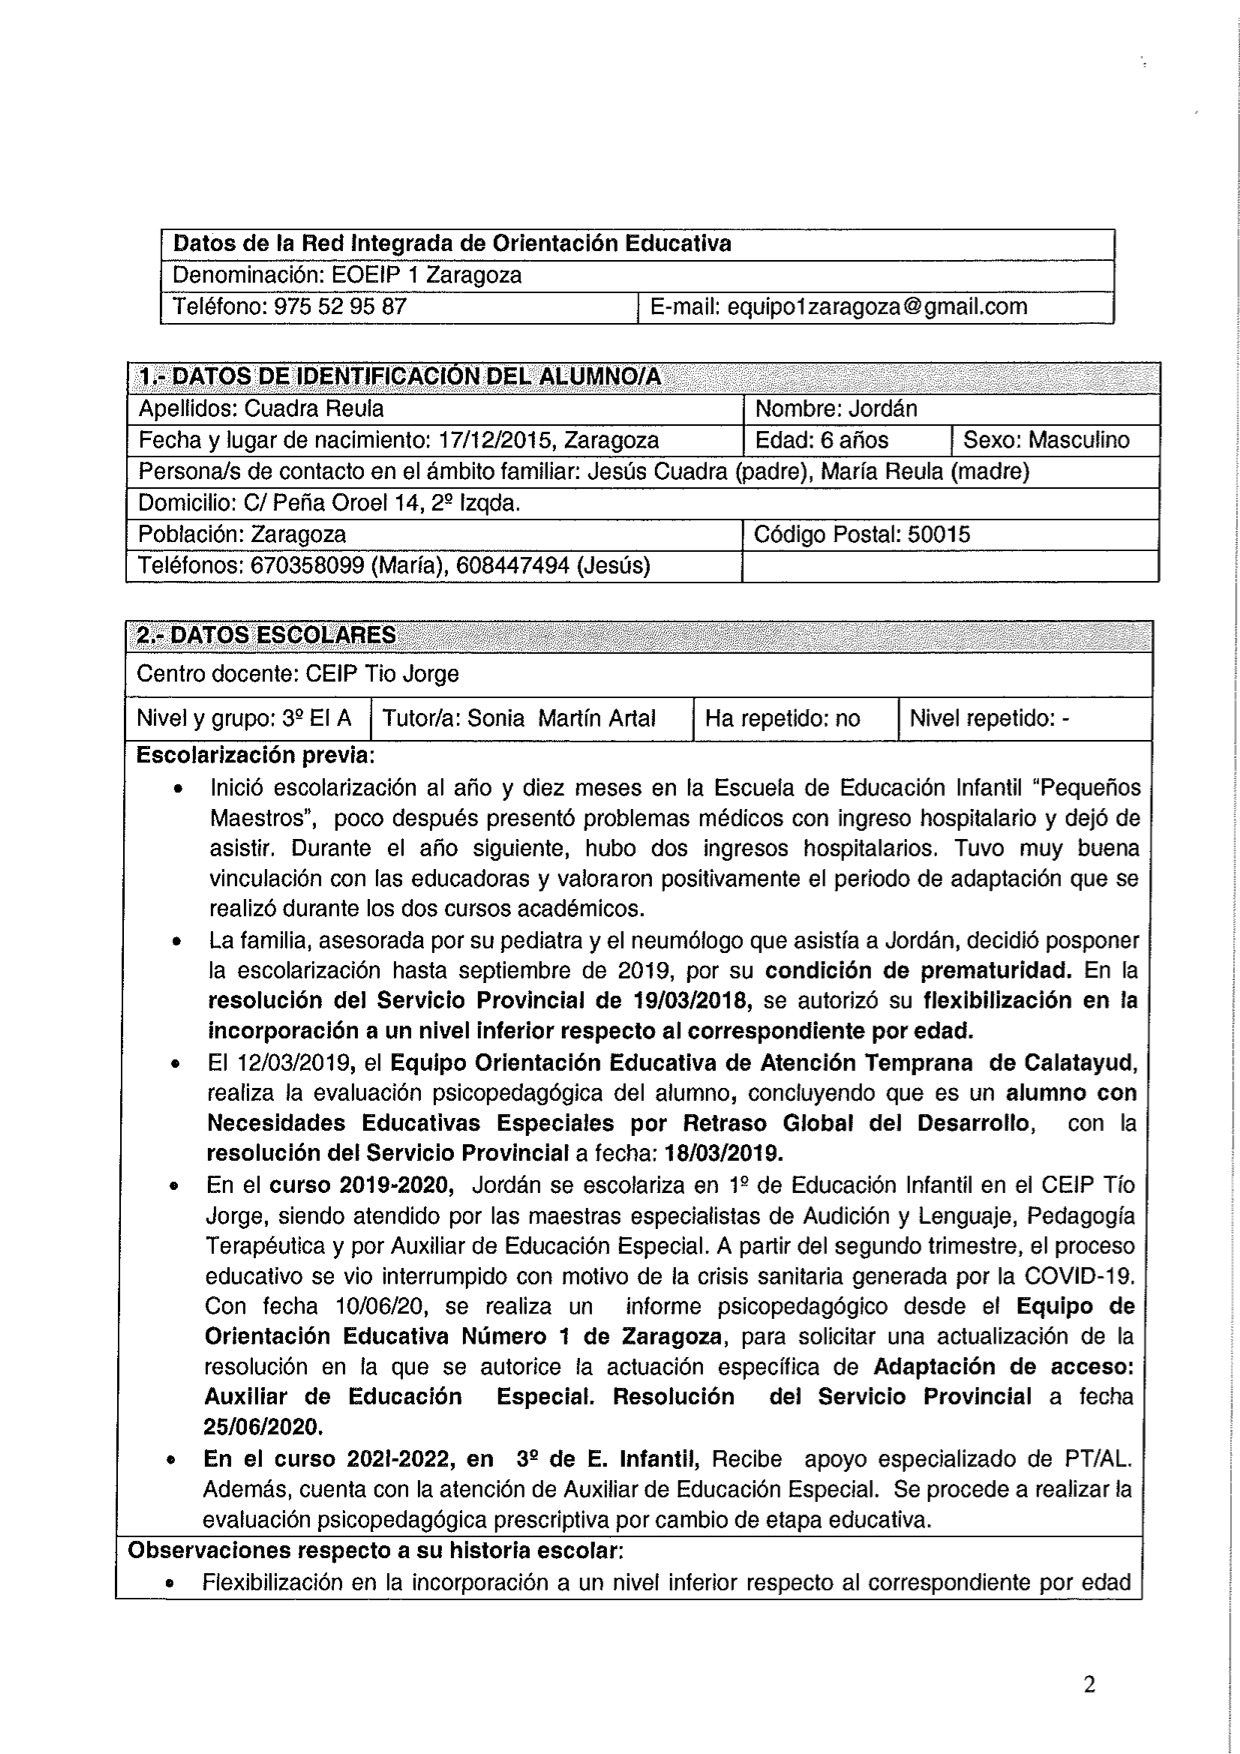 Datos de la Red Integrada de Orientación Educativa
Denominación: EOEIP 1 Zaragoza
Teléfono: 975 52 95 87 E-mail: equipo1zaragoza@gmail.com
1.- DATOS DE IDENTIFICACIÓN DEL ALUMNO/A
Apellidos: Cuadra Reula Nombre: Jordán
Fecha y lugar de nacimiento: 17/12/2015, Zaragoza Edad: 6 años Sexo: Masculino
Persona/s de contacto en el ámbito familiar: Jesús Cuadra (padre), María Reula (madre)
Domicilio: C/ Peña Oroel 14, 2º Izqda.
Población: Zaragoza Código Postal: 50015
Teléfonos: 670358099 (María), 608447494 (Jesús)
2.- DATOS ESCOLARES
Centro docente: CEIP Tio Jorge
Nivel y grupo: 3º EI A Tutor/a: Sonia Martín Artal Ha repetido: no Nivel repetido: -
Escolarización previa:
• Inició escolarización al año y diez meses en la Escuela de Educación Infantil “Pequeños
Maestros”, poco después presentó problemas médicos con ingreso hospitalario y dejó de
asistir. Durante el año siguiente, hubo dos ingresos hospitalarios. Tuvo muy buena
vinculación con las educadoras y valoraron positivamente el periodo de adaptación que se
realizó durante los dos cursos académicos.
• La familia, asesorada por su pediatra y el neumólogo que asistía a Jordán, decidió posponer
la escolarización hasta septiembre de 2019, por su condición de prematuridad. En la
resolución del Servicio Provincial de 19/03/2018, se autorizó su flexibilización en la
incorporación a un nivel inferior respecto al correspondiente por edad.
• El 12/03/2019, el Equipo Orientación Educativa de Atención Temprana de Calatayud,
realiza la evaluación psicopedagógica del alumno, concluyendo que es un alumno con
Necesidades Educativas Especiales por Retraso Global del Desarrollo, con la
resolución del Servicio Provincial a fecha: 18/03/2019.
• En el curso 2019-2020, Jordán se escolariza en 1º de Educación Infantil en el CEIP Tío
Jorge, siendo atendido por las maestras especialistas de Audición y Lenguaje, Pedagogía
Terapéutica y por Auxiliar de Educación Especial. A partir del segundo trimestre, el proceso
educativo se vio interrumpido con motivo de la crisis sanitaria generada por la COVID-19.
Con fecha 10/06/20, se realiza un informe psicopedagógico desde el Equipo de
Orientación Educativa Número 1 de Zaragoza, para solicitar una actualización de la
resolución en la que se autorice la actuación específica de Adaptación de acceso:
Auxiliar de Educación Especial. Resolución del Servicio Provincial a fecha
25/06/2020.
• En el curso 2021-2022, en 3º de E. Infantil, Recibe apoyo especializado de PT/AL.
Además, cuenta con la atención de Auxiliar de Educación Especial. Se procede a realizar la
evaluación psicopedagógica prescriptiva por cambio de etapa educativa.
Observaciones respecto a su historia escolar:
• Flexibilización en la incorporación a un nivel inferior respecto al correspondiente por edad
2